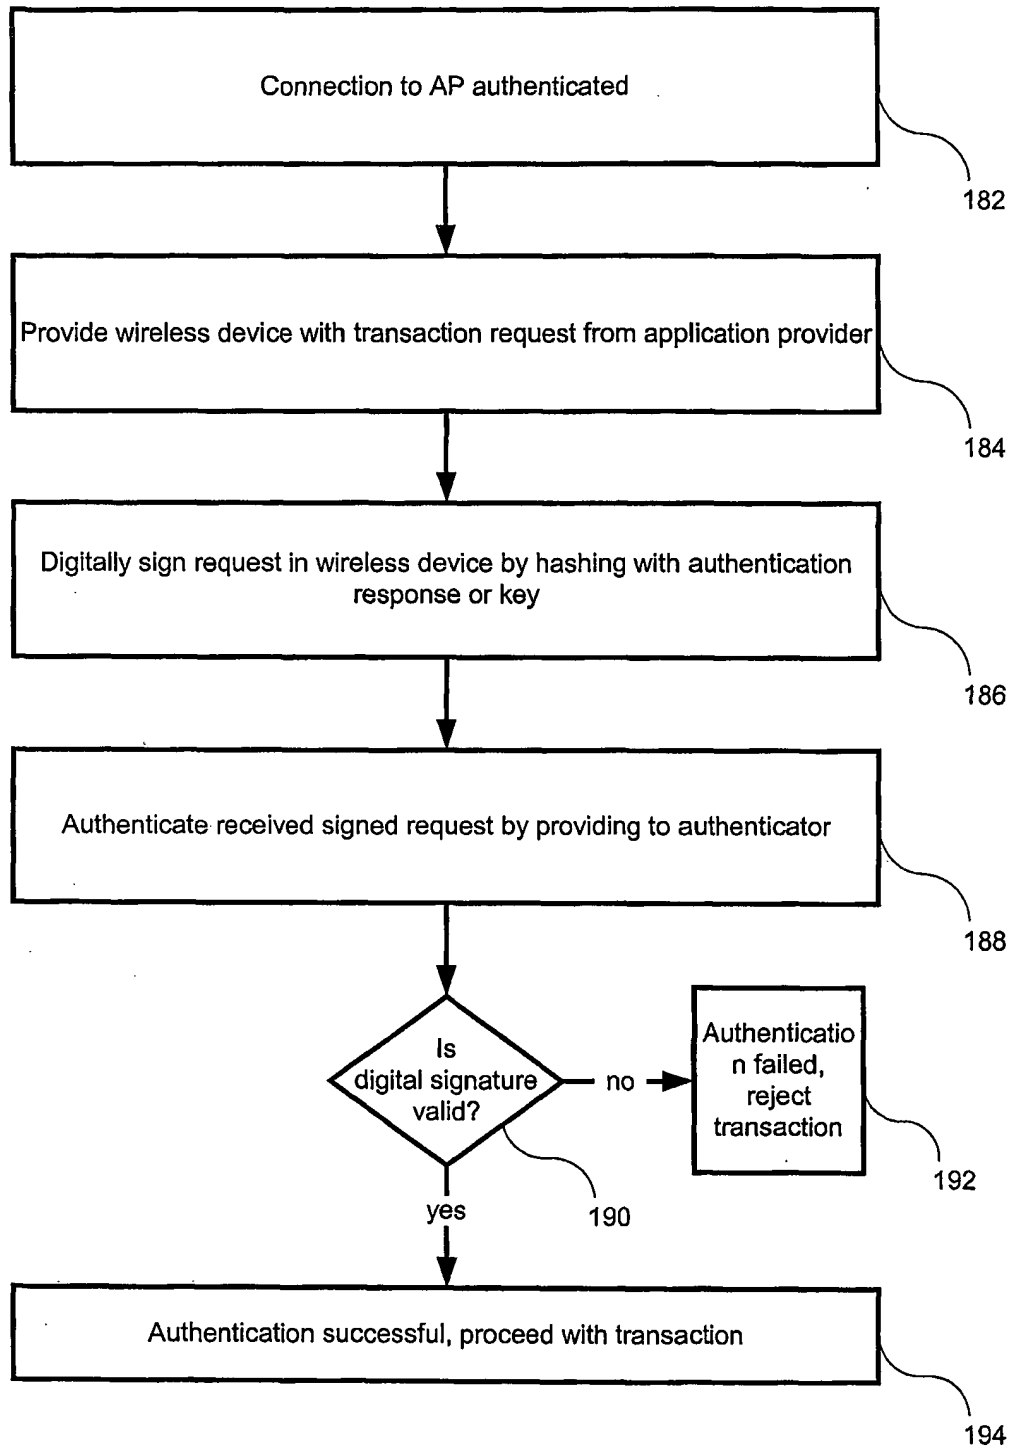 Connection to AP authenticated
182
Provide wireless device with transaction request from application provider
184
Digitally sign request in wireless device by hashing with authentication
response or key
186
Authenticate received signed request by providing to authenticator
188
Is
digital signature
valid?
no
Authenticatio
n failed,
reject
transaction
192
190
yes
Authentication successful, proceed with transaction
194